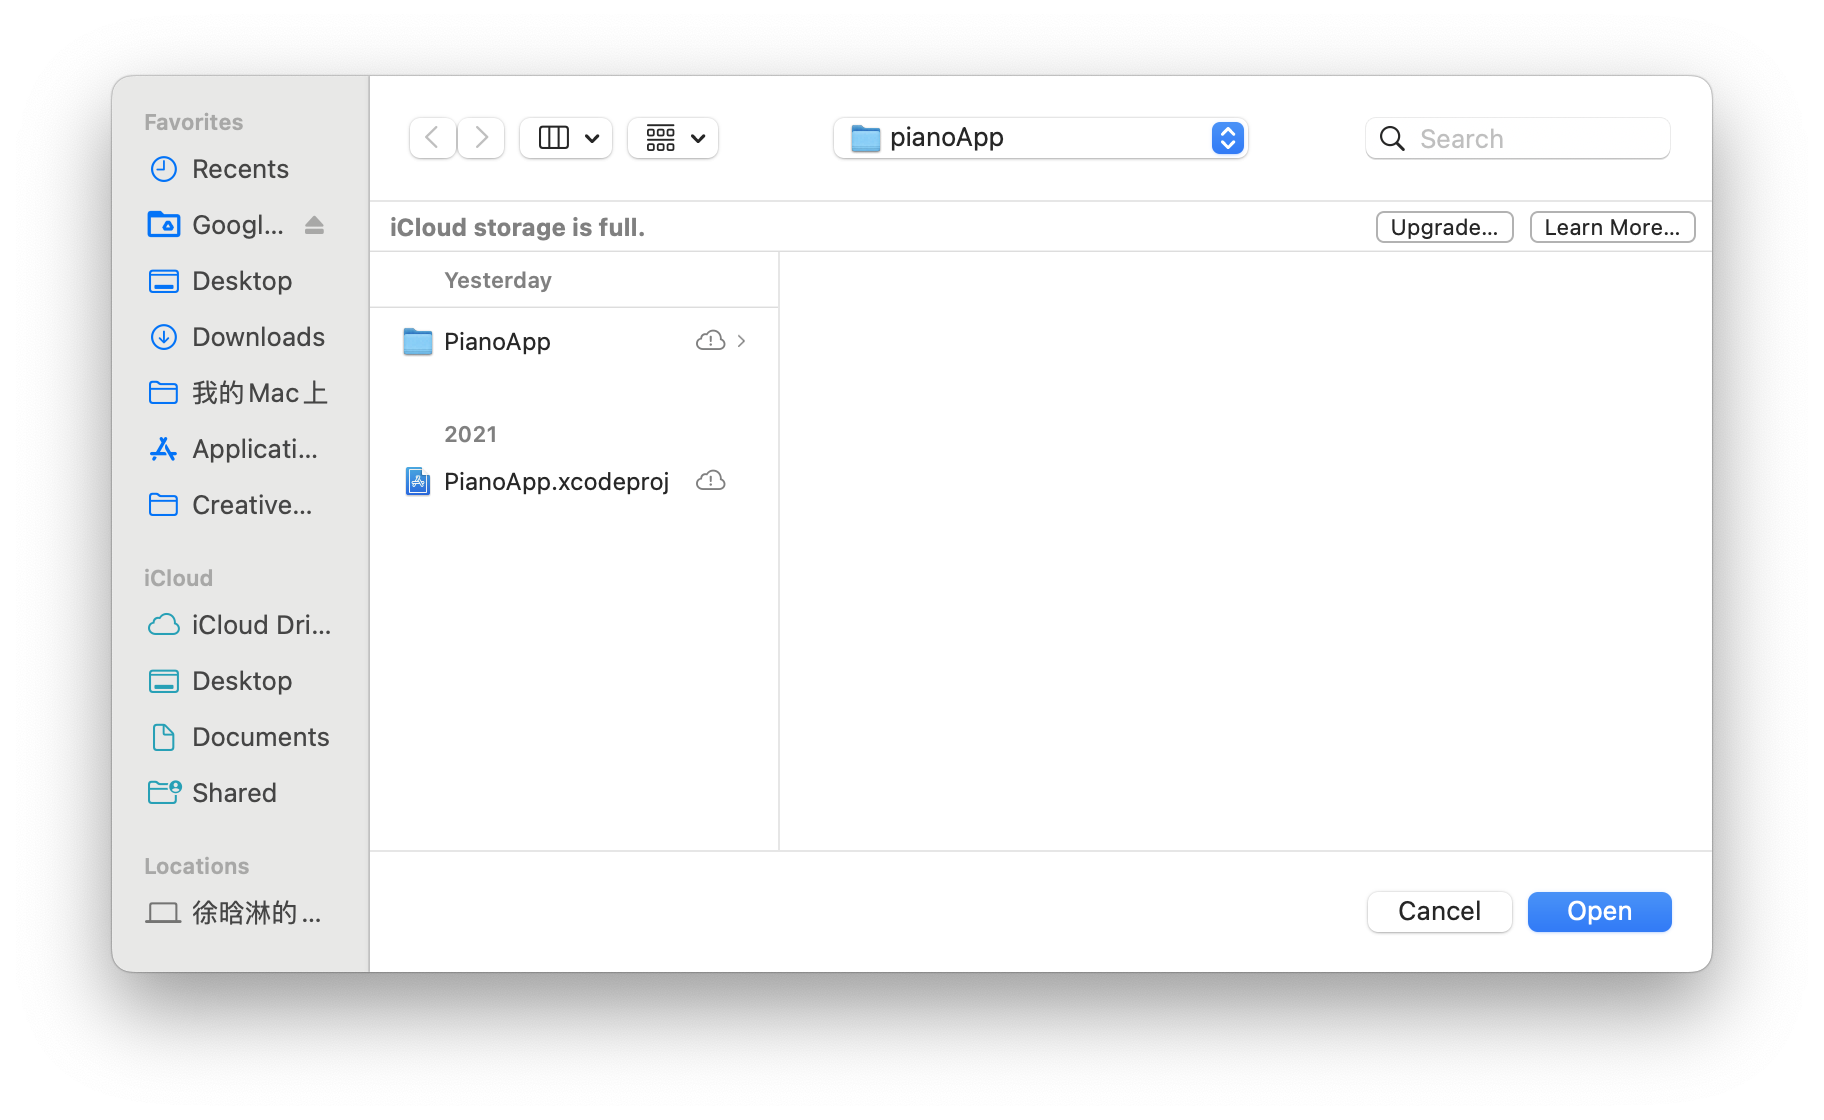 Favorites
Recents
Googl...
Desktop
Downloads
我的Mac上
Applicati...
Creative...
iCloud
iCloud Dri...
Desktop
Documents
Shared
Locations
徐晗淋的...
pianoApp
Search
iCloud storage is full.
Upgrade...
Learn More...
Yesterday
PianoApp
2021
PianoApp.xcodeproj
Cancel
Open